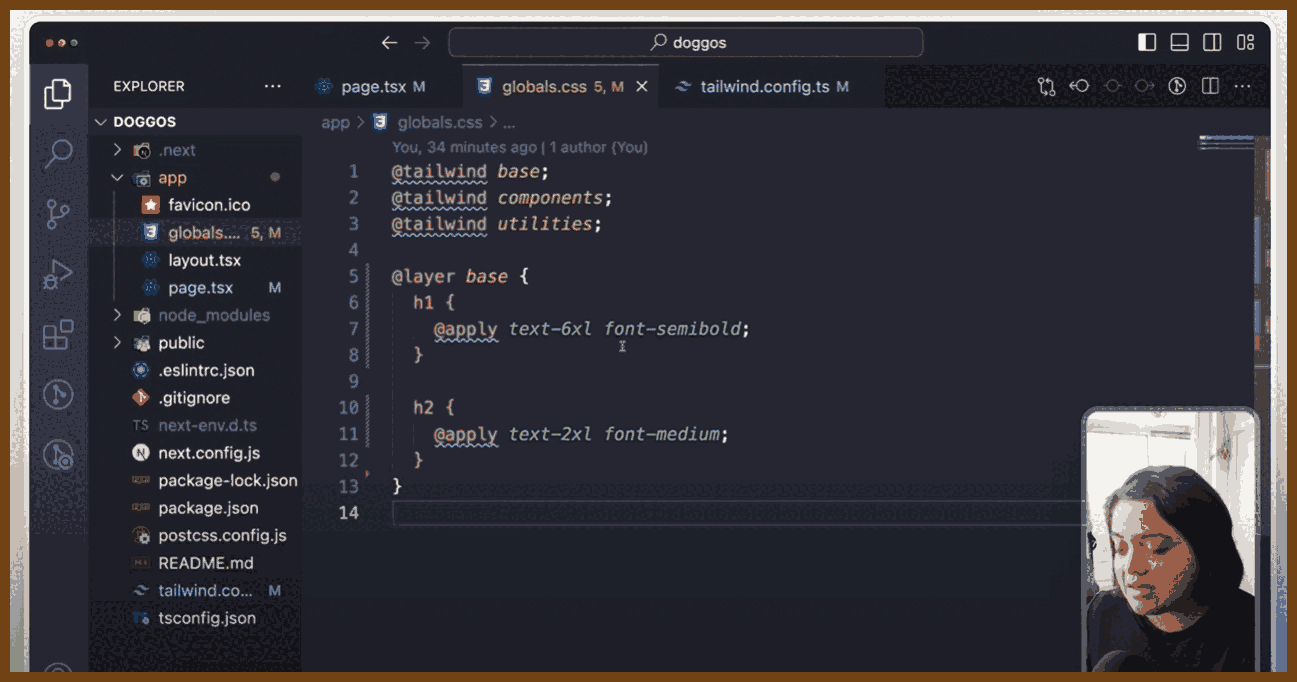 doggos
EXPLORER ...
page.tsx M
globals.css 5, M
tailwind.config.ts M
DOGGOS
app > globals.css > ...
You, 34 minutes ago | 1 author (You)
.next
app
favicon.ico
globals.... 5, M
layout.tsx
page.tsx M
node_modules
public
.eslintrc.json
.gitignore
TS next-env.d.ts
N next.config.js
package-lock.json
package.json
postcss.config.js
README.md
tailwind.co... M
tsconfig.json
1 @tailwind base;
2 @tailwind components;
3 @tailwind utilities;
4
5 @layer base {
6 h1 {
7 @apply text-6xl font-semibold;
8 }
9
10 h2 {
11 @apply text-2xl font-medium;
12 }
13 }
14